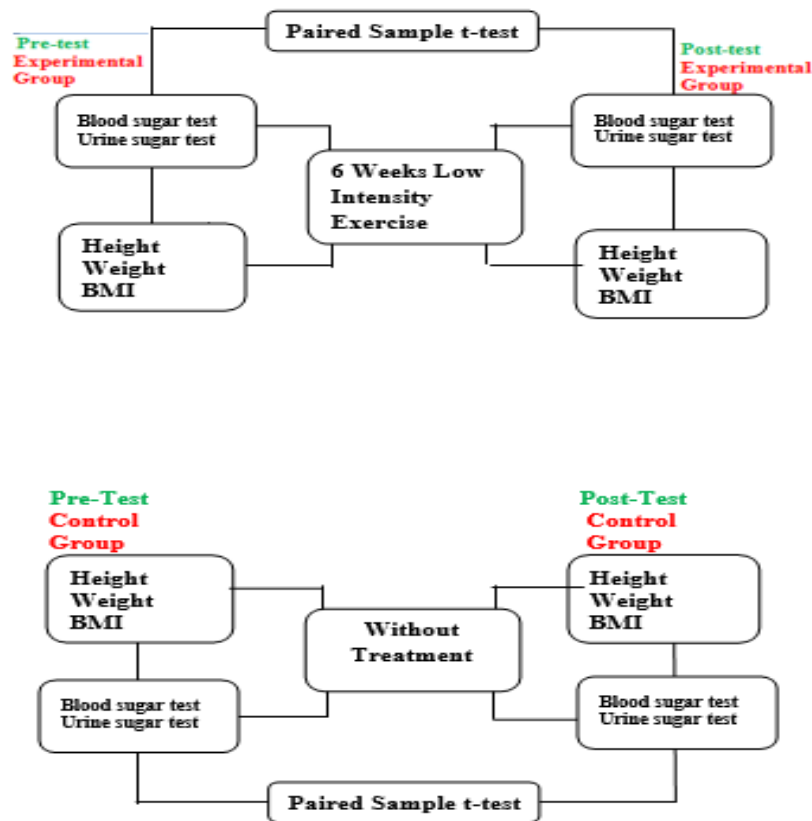 Paired Sample t-test
Pre-test
Experimental
Group
Post-test
Experimental
Group
Blood sugar test
Urine sugar test
Blood sugar test
Urine sugar test
6 Weeks Low
Intensity
Exercise
Height
Weight
BMI
Height
Weight
BMI
Pre-Test
Control
Group
Post-Test
Control
Group
Height
Weight
BMI
Height
Weight
BMI
Without
Treatment
Blood sugar test
Urine sugar test
Blood sugar test
Urine sugar test
Paired Sample t-test